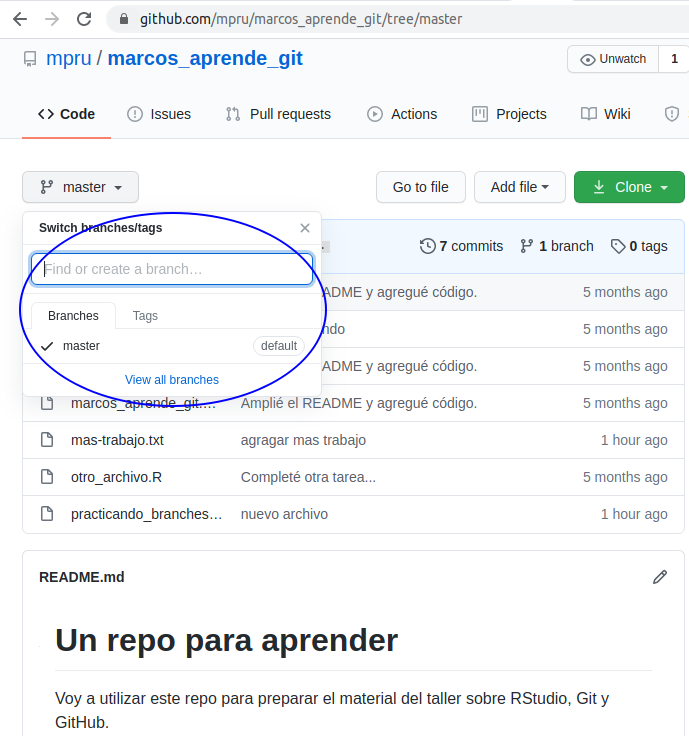 github.com/mpru/marcos_aprende_git/tree/master
mpru / marcos_aprende_git
Unwatch 1
Code Issues Pull requests Actions Projects Wiki
master Go to file Add file Clone
Switch branches/tags
7 commits 1 branch 0 tags
Find or create a branch…
ADME y agregué código. 5 months ago
Branches Tags
ndo 5 months ago
master default
ADME y agregué código. 5 months ago
View all branches
marcos_aprende_git.… Amplié el README y agregué código. 5 months ago
mas-trabajo.txt agragar mas trabajo 1 hour ago
otro_archivo.R Completé otra tarea... 5 months ago
practicando_branches… nuevo archivo 1 hour ago
README.md
Un repo para aprender
Voy a utilizar este repo para preparar el material del taller sobre RStudio, Git y
GitHub.